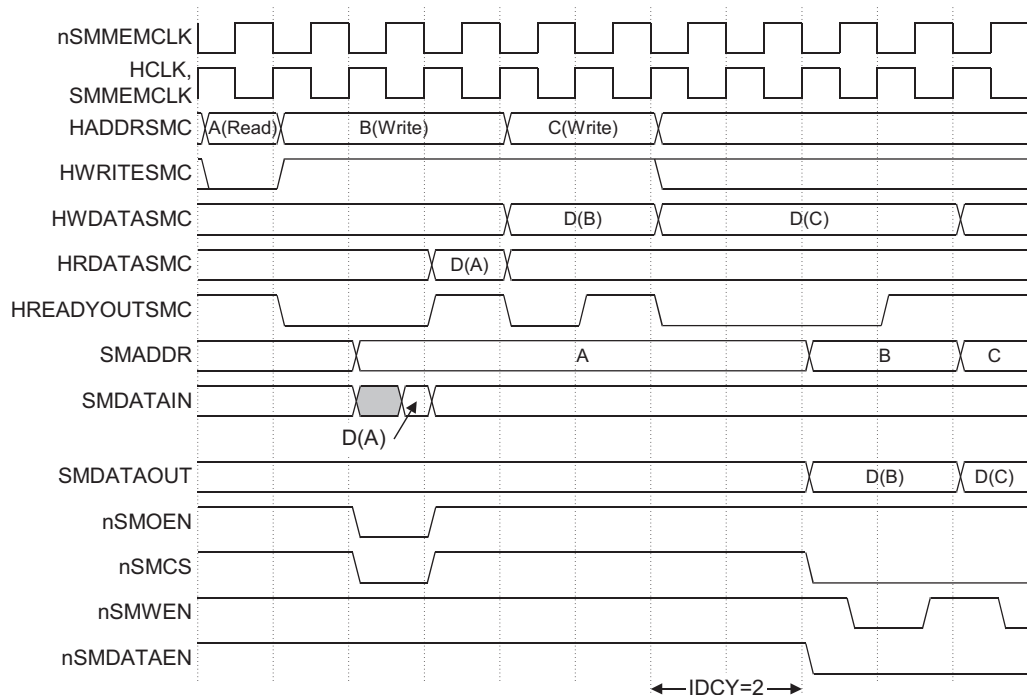 nSMMEMCLK
HCLK,
SMMEMCLK
HADDRSMC A(Read) B(Write) C(Write)
HWRITESMC
HWDATASMC D(B) D(C)
HRDATASMC D(A)
HREADYOUTSMC
SMADDR A B C
SMDATAIN
D(A)
SMDATAOUT D(B) D(C)
nSMOEN
nSMCS
nSMWEN
nSMDATAEN
IDCY=2